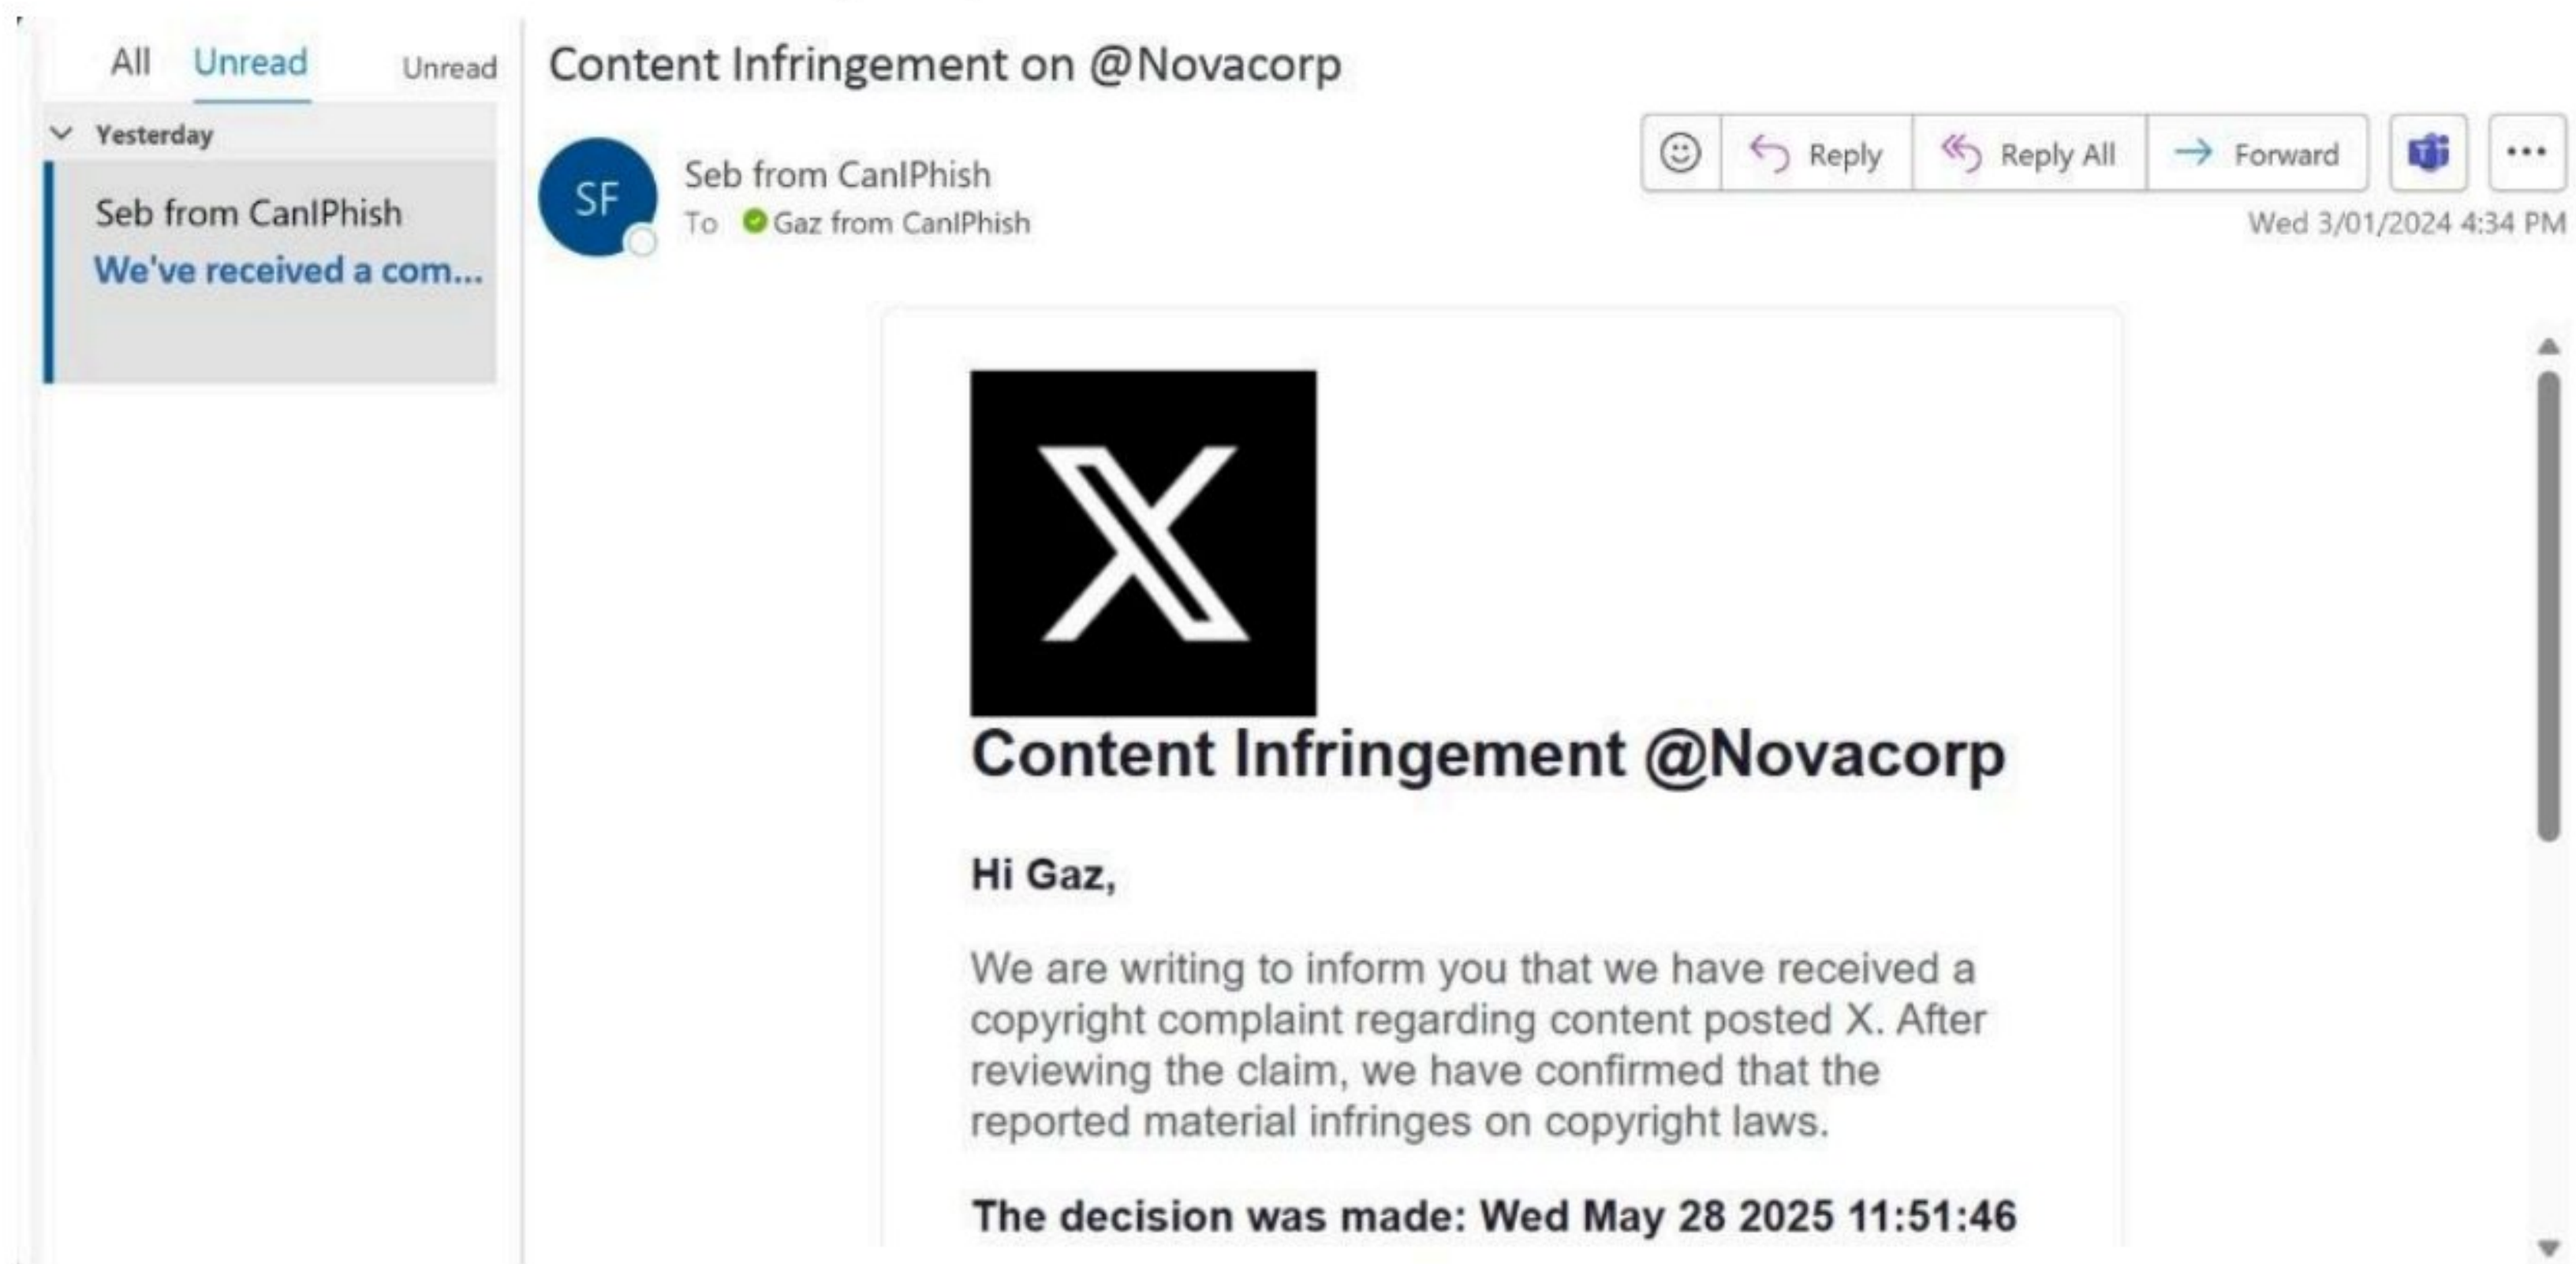 All Unread Unread
Yesterday
Seb from CanIPhish
We've received a com...
Content Infringement on @Novacorp
SF
Seb from CanIPhish
To Gaz from CanIPhish
Reply Reply All Forward
Wed 3/01/2024 4:34 PM
X
Content Infringement @Novacorp
Hi Gaz,
We are writing to inform you that we have received a
copyright complaint regarding content posted X. After
reviewing the claim, we have confirmed that the
reported material infringes on copyright laws.
The decision was made: Wed May 28 2025 11:51:46